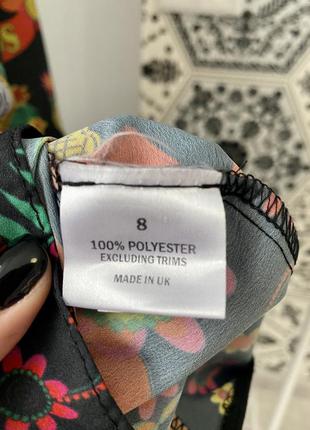 8
100% POLYESTER
EXCLUDING TRIMS
MADE IN UK